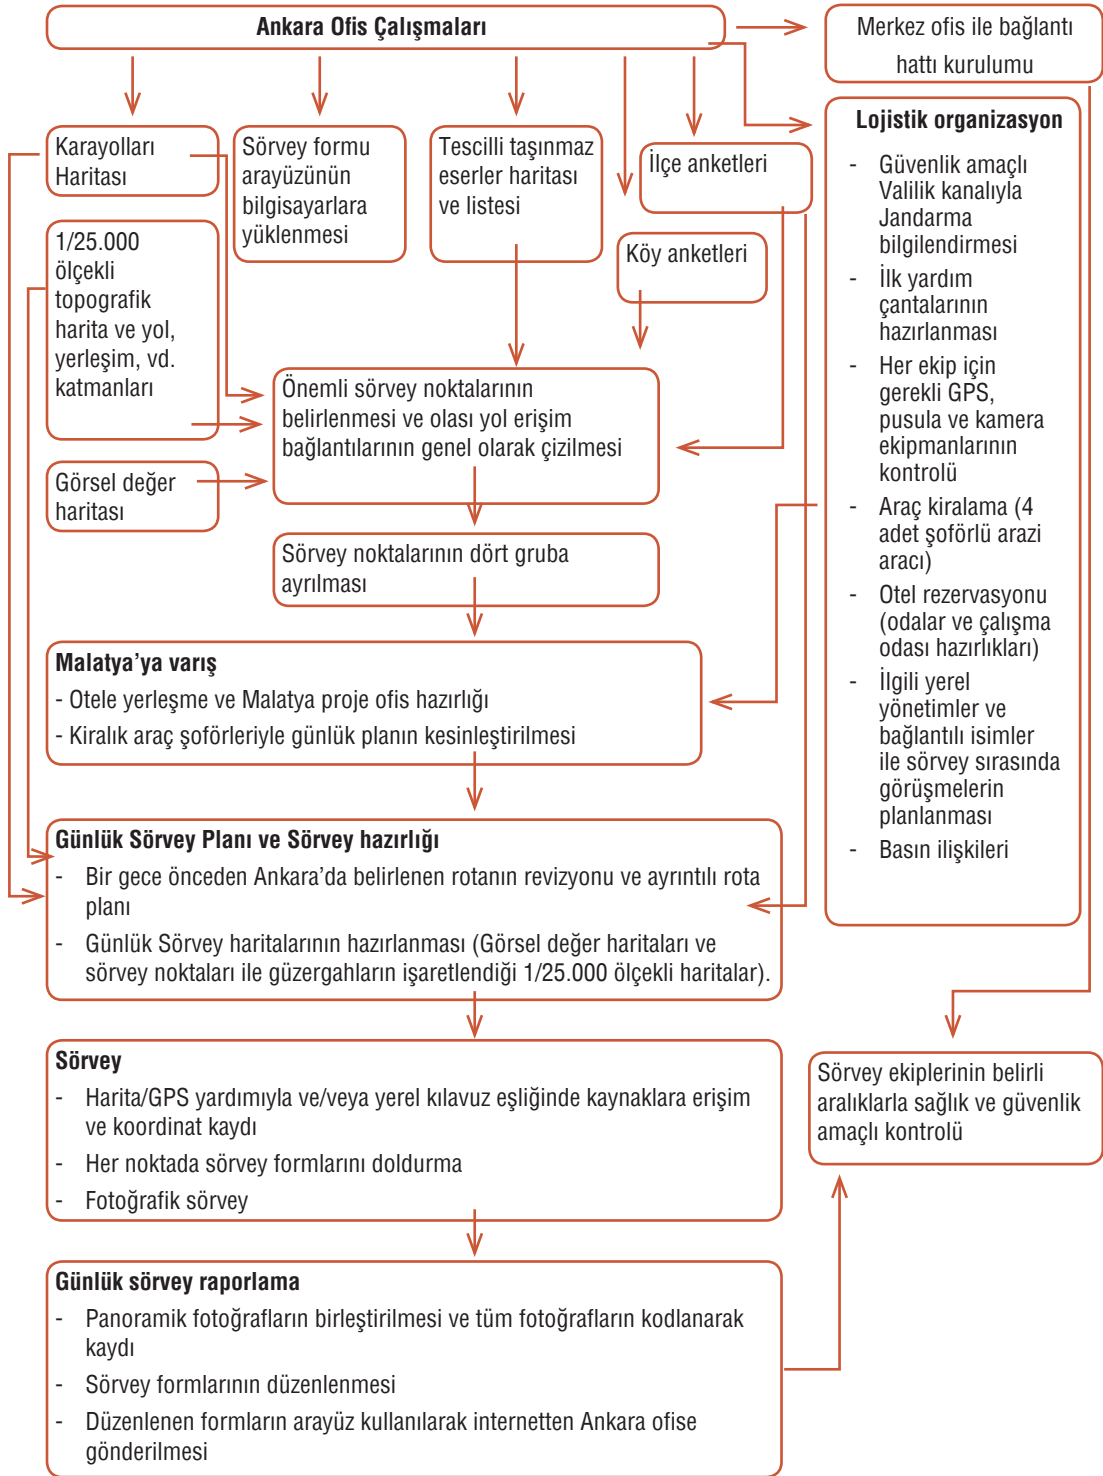 Ankara Ofis Çalışmaları
Merkez ofis ile bağlantı
hattı kurulumu
Karayolları
Haritası
Sörvey formu
arayüzünün
bilgisayarlara
yüklenmesi
Tescilli taşınmaz
eserler haritası
ve listesi
İlçe anketleri
Köy anketleri
1/25.000
ölçekli
topografik
harita ve yol,
yerleşim, vd.
katmanları
Görsel değer
haritası
Önemli sörvey noktalarının
belirlenmesi ve olası yol erişim
bağlantılarının genel olarak çizilmesi
Sörvey noktalarının dört gruba
ayrılması
Lojistik organizasyon
- Güvenlik amaçlı
Valilik kanalıyla
Jandarma
bilgilendirmesi
- İlk yardım
çantalarının
hazırlanması
- Her ekip için
gerekli GPS,
pusula ve kamera
ekipmanlarının
kontrolü
- Araç kiralama (4
adet şoförlü arazi
aracı)
- Otel rezervasyonu
(odalar ve çalışma
odası hazırlıkları)
- İlgili yerel
yönetimler ve
bağlantılı isimler
ile sörvey sırasında
görüşmelerin
planlanması
- Basın ilişkileri
Malatya'ya varış
- Otele yerleşme ve Malatya proje ofis hazırlığı
- Kiralık araç şoförleriyle günlük planın kesinleştirilmesi
Günlük Sörvey Planı ve Sörvey hazırlığı
- Bir gece önceden Ankara'da belirlenen rotanın revizyonu ve ayrıntılı rota
planı
- Günlük Sörvey haritalarının hazırlanması (Görsel değer haritaları ve
sörvey noktaları ile güzergahların işaretlendiği 1/25.000 ölçekli haritalar).
Sörvey
- Harita/GPS yardımıyla ve/veya yerel kılavuz eşliğinde kaynaklara erişim
ve koordinat kaydı
- Her noktada sörvey formlarını doldurma
- Fotoğrafik sörvey
Sörvey ekiplerinin belirli
aralıklarla sağlık ve güvenlik
amaçlı kontrolü
Günlük sörvey raporlama
- Panoramik fotoğrafların birleştirilmesi ve tüm fotoğrafların kodlanarak
kaydı
- Sörvey formlarının düzenlenmesi
- Düzenlenen formların arayüz kullanılarak internetten Ankara ofise
gönderilmesi